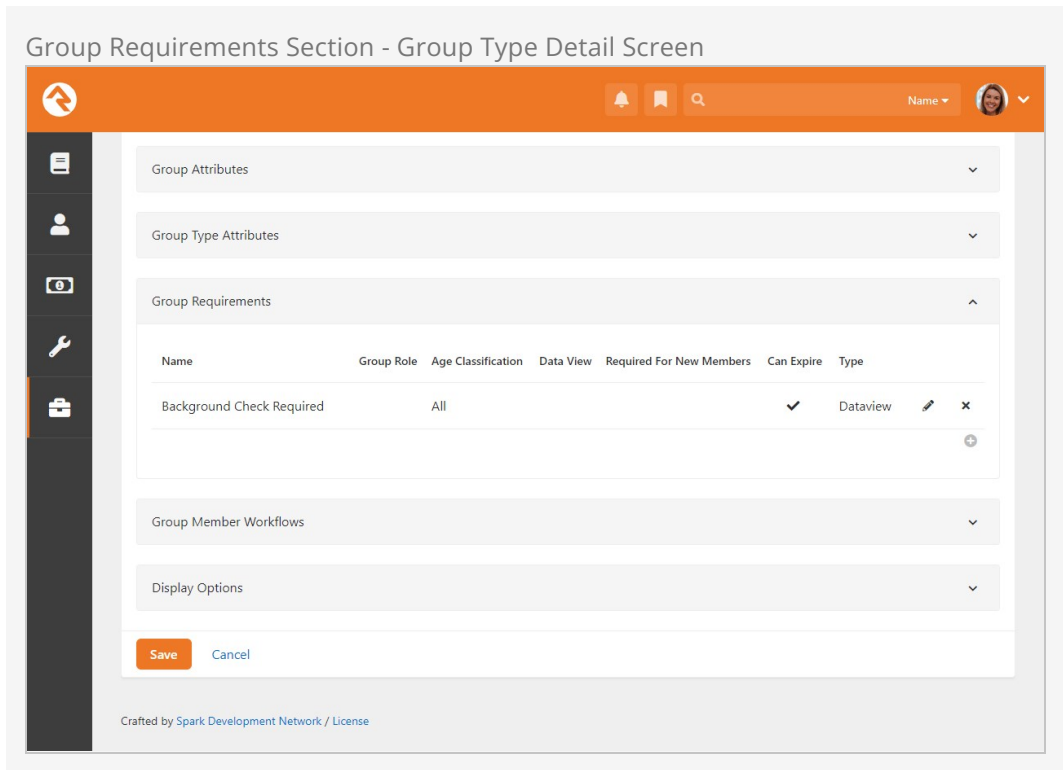 Group Requirements Section - Group Type Detail Screen
Name
Group Attributes
Group Type Attributes
Group Requirements
Name Group Role Age Classification Data View Required For New Members Can Expire Type
Background Check Required All Dataview
Group Member Workflows
Display Options
Save Cancel
Crafted by Spark Development Network / License